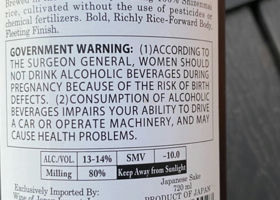 Brewed in
rice, cultivated without the use of pesticides or
chemical fertilizers. Bold, Richly Rice-Forward Body,
Fleeting Finish.
GOVERNMENT WARNING: (1)ACCORDING TO
THE SURGEON GENERAL, WOMEN SHOULD
NOT DRINK ALCOHOLIC BEVERAGES DURING
PREGNANCY BECAUSE OF THE RISK OF BIRTH
DEFECTS. (2)CONSUMPTION OF ALCOHOLIC
BEVERAGES IMPAIRS YOUR ABILITY TO DRIVE
A CAR OR OPERATE MACHINERY, AND MAY
CAUSE HEALTH PROBLEMS.
ALC./VOL. 13-14% SMV -10.0
Milling 80% Keep Away from Sunlight
Exclusively Imported By:
Japanese Sake
720 ml
PRODUCT OF JAPAN